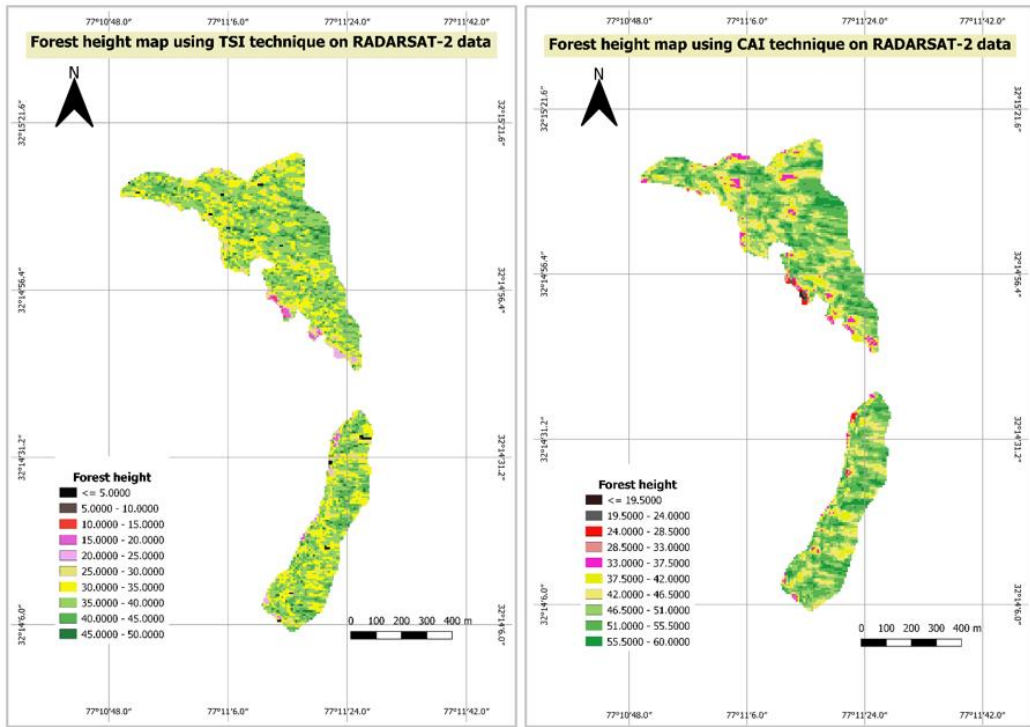 77°10'48.0" 77°11'6.0" 77°11'24.0" 77°11'42.0"
Forest height map using TSI technique on RADARSAT-2 data
N
32°15'21.6" 32°15'21.6"
32°14'56.4" 32°14'56.4"
32°14'31.2" 32°14'31.2"
32°14'6.0" 32°14'6.0"
Forest height
<= 5.0000
5.0000 - 10.0000
10.0000 - 15.0000
15.0000 - 20.0000
20.0000 - 25.0000
25.0000 - 30.0000
30.0000 - 35.0000
35.0000 - 40.0000
40.0000 - 45.0000
45.0000 - 50.0000
0 100 200 300 400 m
77°10'48.0" 77°11'6.0" 77°11'24.0" 77°11'42.0"
77°10'48.0" 77°11'6.0" 77°11'24.0" 77°11'42.0"
Forest height map using CAI technique on RADARSAT-2 data
N
32°15'21.6" 32°15'21.6"
32°14'56.4" 32°14'56.4"
32°14'31.2" 32°14'31.2"
32°14'6.0" 32°14'6.0"
Forest height
<= 19.5000
19.5000 - 24.0000
24.0000 - 28.5000
28.5000 - 33.0000
33.0000 - 37.5000
37.5000 - 42.0000
42.0000 - 46.5000
46.5000 - 51.0000
51.0000 - 55.5000
55.5000 - 60.0000
0 100 200 300 400 m
77°10'48.0" 77°11'6.0" 77°11'24.0" 77°11'42.0"